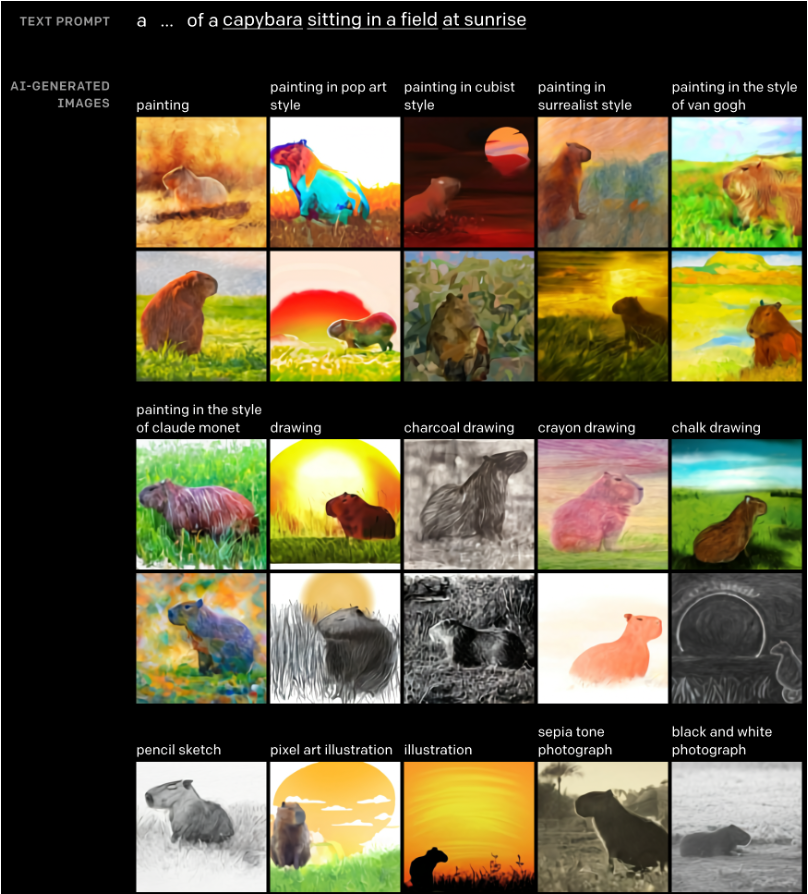 TEXT PROMPT
a ... of a capybara sitting in a field at sunrise
AI-GENERATED
IMAGES
painting
painting in pop art
style
painting in cubist
style
painting in
surrealist style
painting in the style
of van gogh
painting in the style
of claude monet
drawing
charcoal drawing
crayon drawing
chalk drawing
pencil sketch
pixel art illustration
illustration
sepia tone
photograph
black and white
photograph